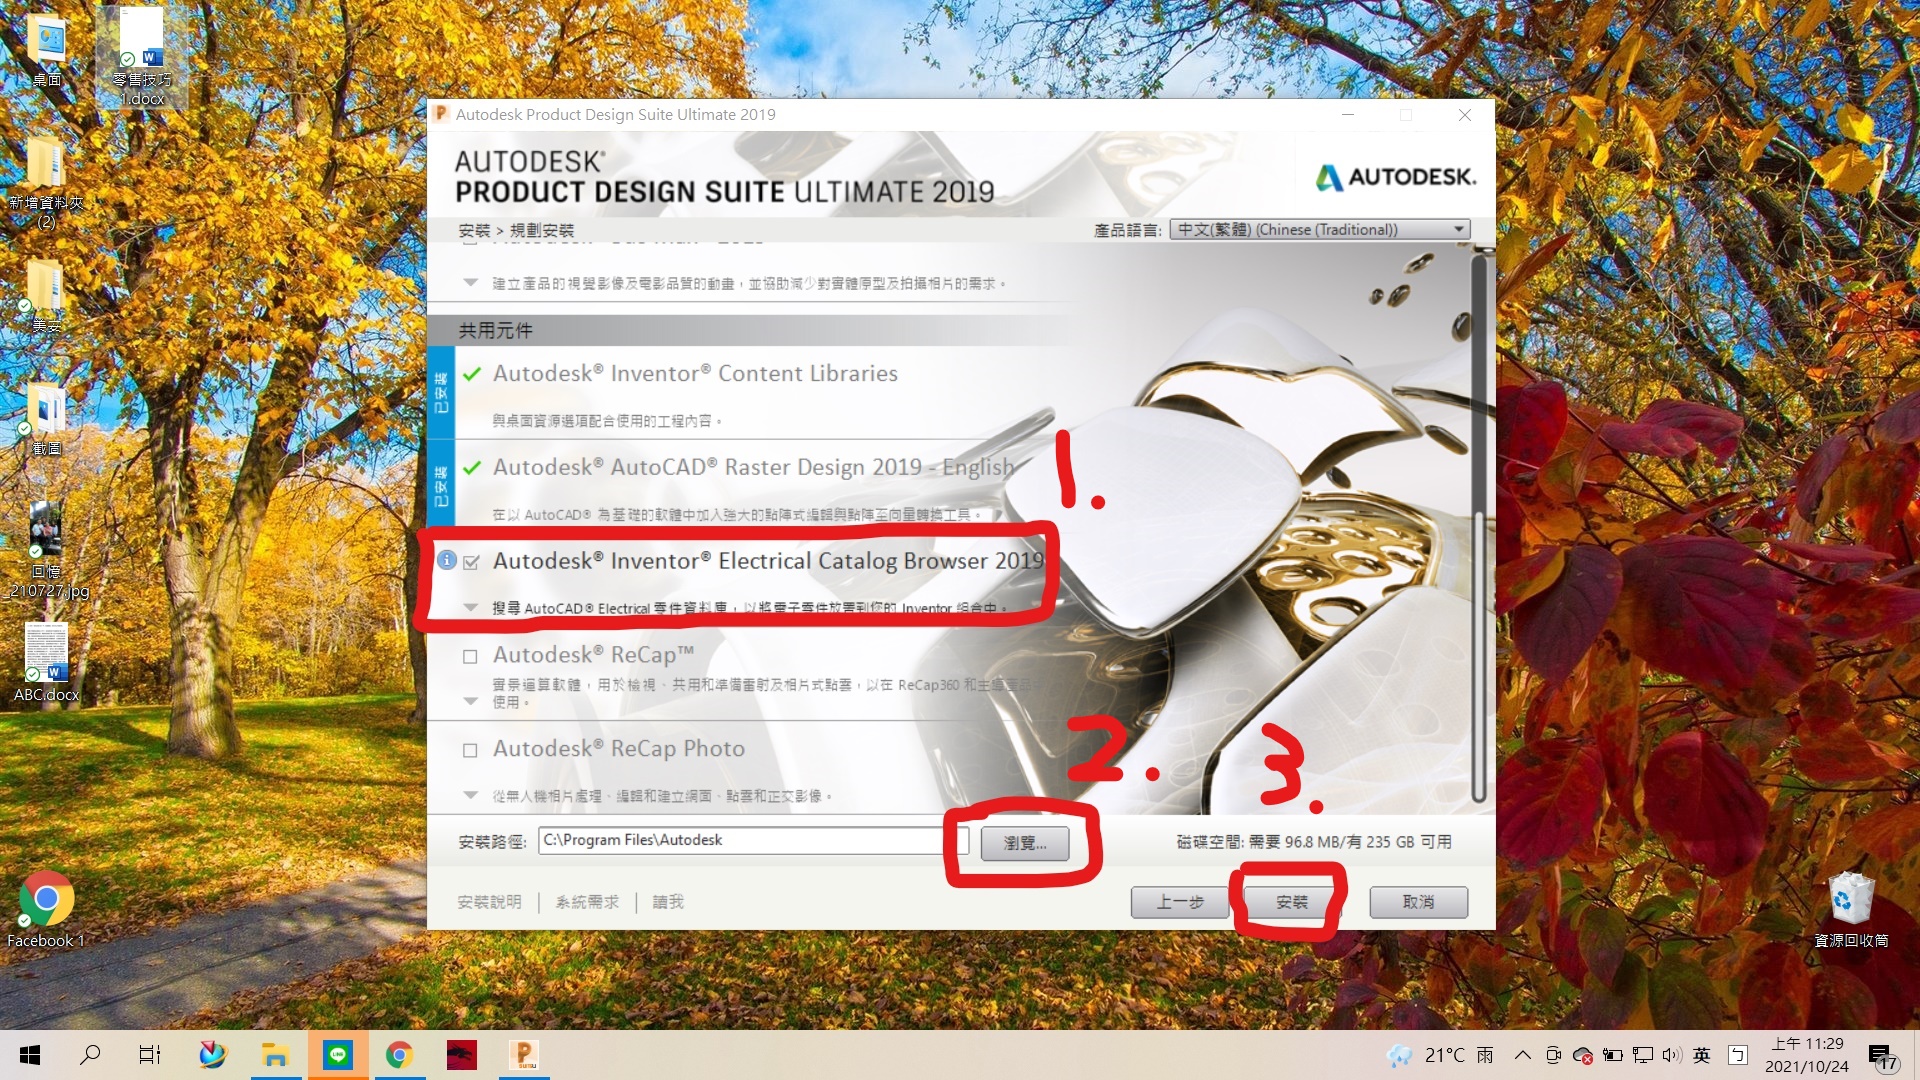 桌面
零售技巧
1.docx
新增資料夾
(2)
美安
截圖
回憶
_210727.jpg
ABC.docx
Facebook 1
資源回收筒
Autodesk Product Design Suite Ultimate 2019
AUTODESK®
PRODUCT DESIGN SUITE ULTIMATE 2019
AUTODESK.
安裝 > 規劃安裝
產品語言:
中文(繁體) (Chinese (Traditional))
建立產品的視覺影像及電影品質的動畫，並協助減少對實體原型及拍攝相片的需求。
共用元件
已安裝
Autodesk® Inventor® Content Libraries
與桌面資源選項配合使用的工程內容。
已安裝
Autodesk® AutoCAD® Raster Design 2019 - English
在以 AutoCAD® 為基礎的軟體中加入強大的點陣式編輯與點陣至向量轉換工具。
1.
Autodesk® Inventor® Electrical Catalog Browser 2019
搜尋 AutoCAD® Electrical 零件資料庫，以將電子零件放置到您的 Inventor 組合中。
Autodesk® ReCap™
實景運算軟體，用於檢視、共用和準備雷射及相片式點雲，以在 ReCap360 和主要產品
使用。
Autodesk® ReCap Photo
從無人機相片處理、編輯和建立網面、點雲和正交影像。
2.
3.
安裝路徑:
C:\Program Files\Autodesk
瀏覽...
磁碟空間: 需要 96.8 MB/有 235 GB 可用
安裝說明
系統需求
讀我
上一步
安裝
取消
21°C 雨
英
上午 11:29
2021/10/24
17